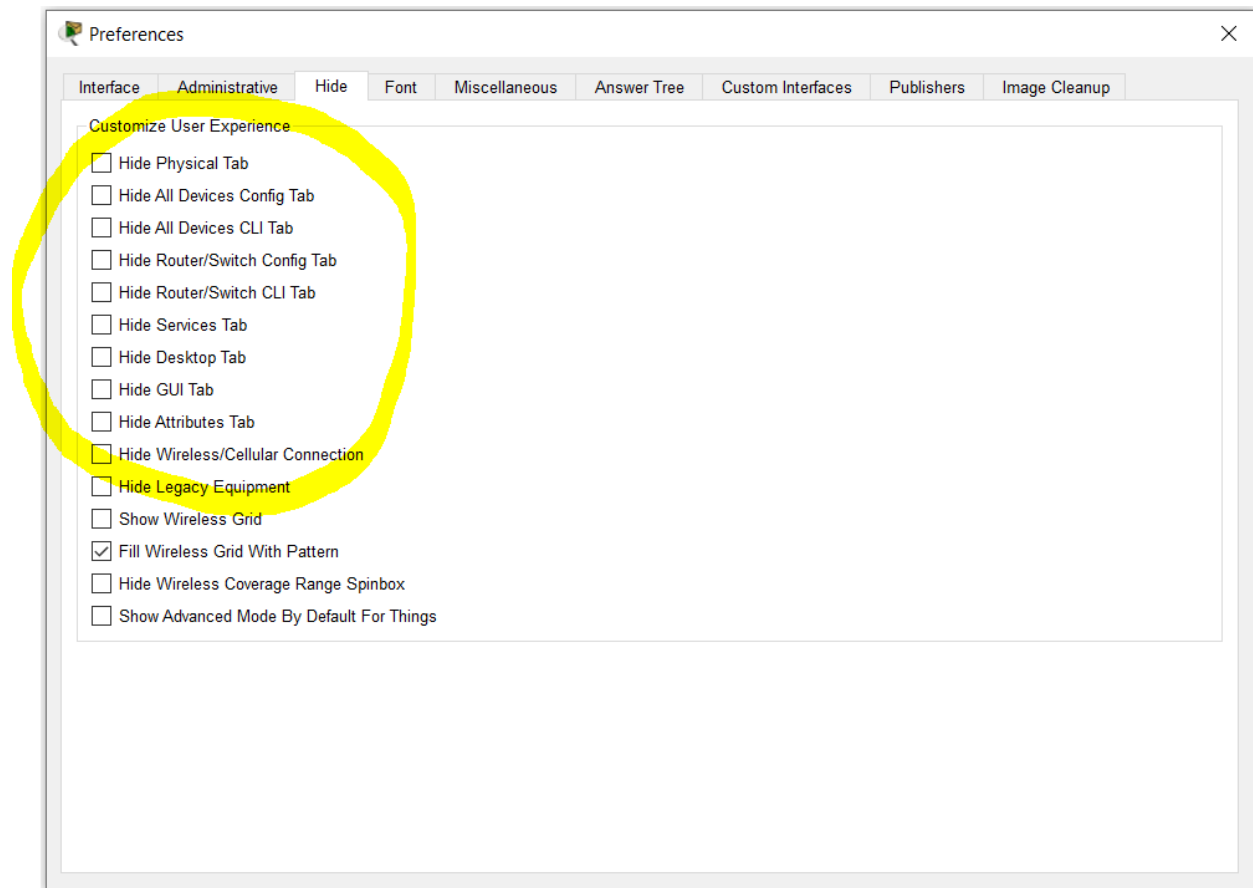 Preferences
Interface Administrative Hide Font Miscellaneous Answer Tree Custom Interfaces Publishers Image Cleanup
Customize User Experience
Hide Physical Tab
Hide All Devices Config Tab
Hide All Devices CLI Tab
Hide Router/Switch Config Tab
Hide Router/Switch CLI Tab
Hide Services Tab
Hide Desktop Tab
Hide GUI Tab
Hide Attributes Tab
Hide Wireless/Cellular Connection
Hide Legacy Equipment
Show Wireless Grid
Fill Wireless Grid With Pattern
Hide Wireless Coverage Range Spinbox
Show Advanced Mode By Default For Things